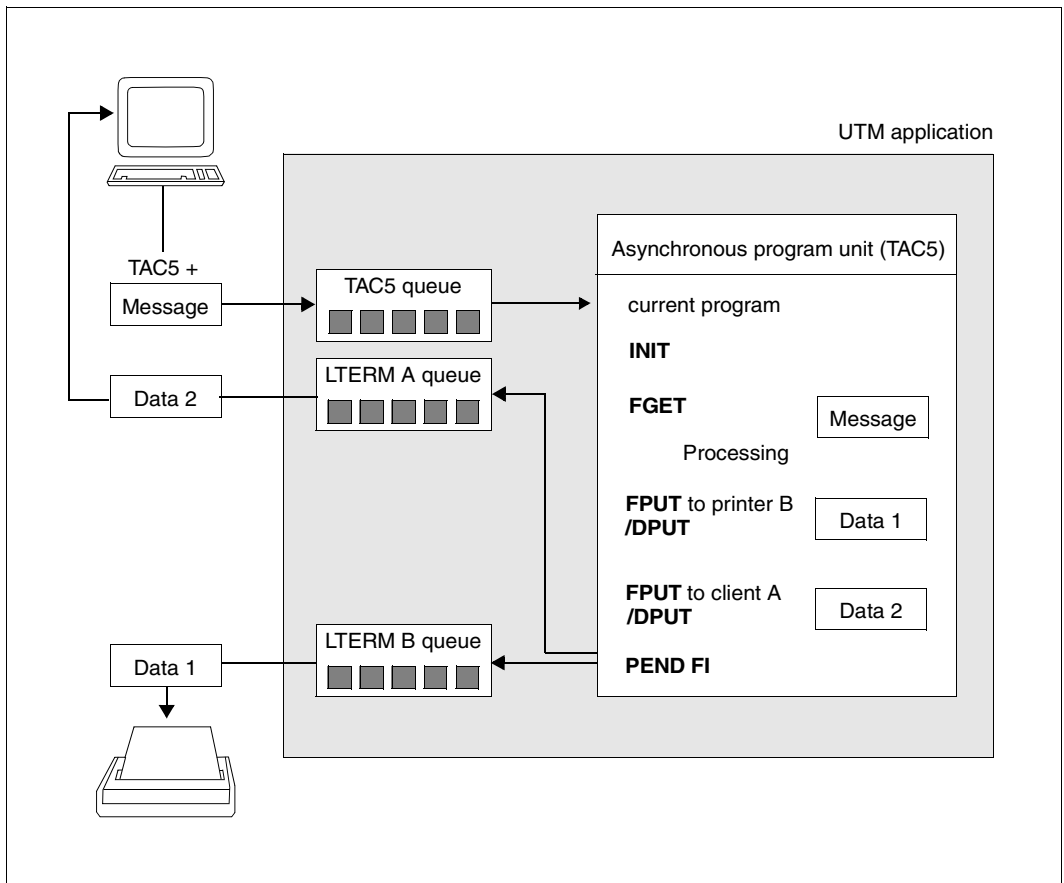 UTM application
TAC5 +
Message
TAC5 queue
Data 2
LTERM A queue
Asynchronous program unit (TAC5)
current program
INIT
FGET
Message
Processing
FPUT to printer B
/DPUT
Data 1
FPUT to client A
/DPUT
Data 2
PEND FI
LTERM B queue
Data 1